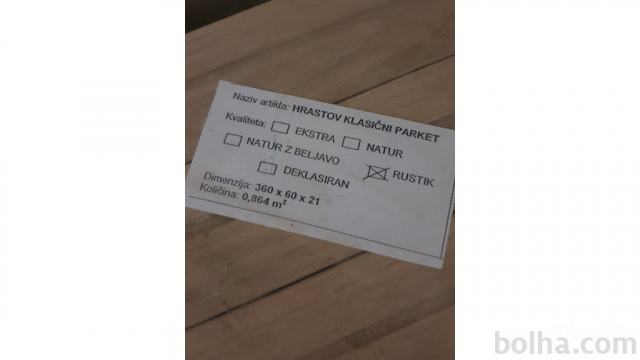 Naziv artikla: HRASTOV KLASIČNI PARKET
Kvaliteta: EKSTRA NATUR
NATUR Z BELJAVO RUSTIK
DEKLASIRAN
Dimenzija: 360 x 60 x 21
Količina: 0,864 m²
bolha.com